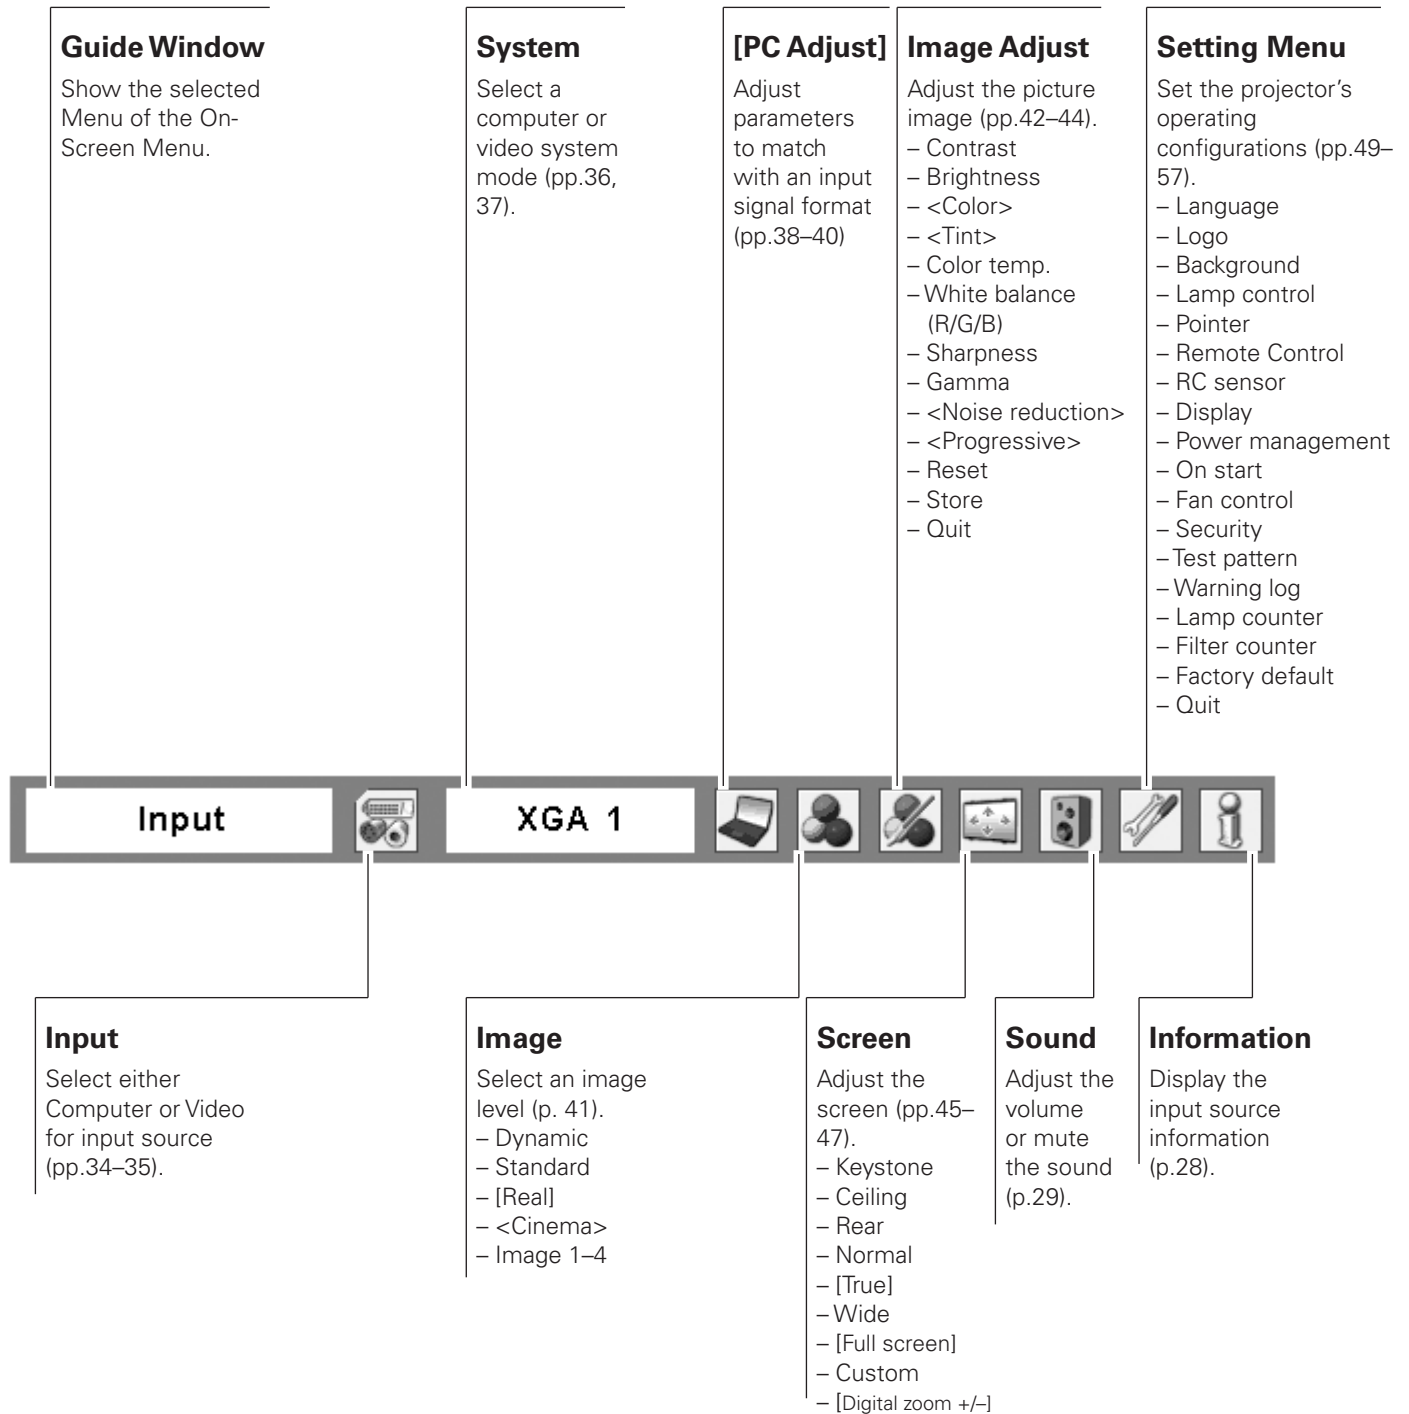 Guide Window
Show the selected
Menu of the On-
Screen Menu.
System
Select a
computer or
video system
mode (pp.36,
37).
[PC Adjust]
Adjust
parameters
to match
with an input
signal format
(pp.38–40)
Image Adjust
Adjust the picture
image (pp.42–44).
– Contrast
– Brightness
– <Color>
– <Tint>
– Color temp.
– White balance
(R/G/B)
– Sharpness
– Gamma
– <Noise reduction>
– <Progressive>
– Reset
– Store
– Quit
Setting Menu
Set the projector’s
operating
configurations (pp.49–
57).
– Language
– Logo
– Background
– Lamp control
– Pointer
– Remote Control
– RC sensor
– Display
– Power management
– On start
– Fan control
– Security
– Test pattern
– Warning log
– Lamp counter
– Filter counter
– Factory default
– Quit
Input
XGA 1
Input
Select either
Computer or Video
for input source
(pp.34–35).
Image
Select an image
level (p. 41).
– Dynamic
– Standard
– [Real]
– <Cinema>
– Image 1–4
Screen
Adjust the
screen (pp.45–
47).
– Keystone
– Ceiling
– Rear
– Normal
– [True]
– Wide
– [Full screen]
– Custom
– [Digital zoom +/–]
Sound
Adjust the
volume
or mute
the sound
(p.29).
Information
Display the
input source
information
(p.28).